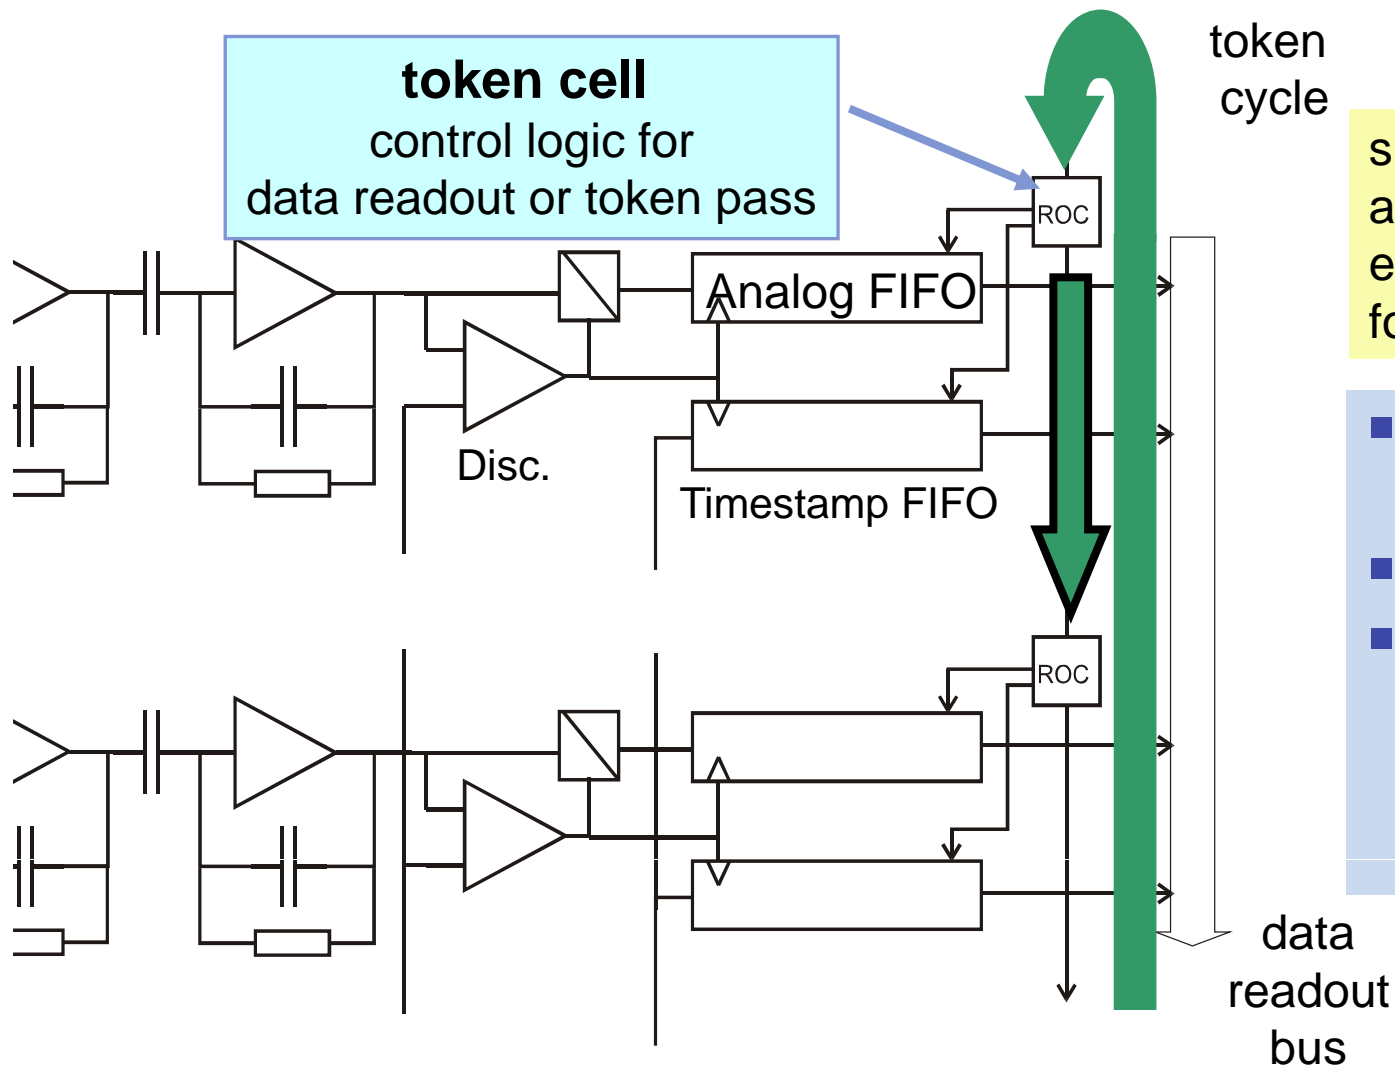 token cell
control logic for
data readout or token pass
token
cycle
ROC
Analog FIFO
Disc.
Timestamp FIFO
ROC
data
readout
bus
s
a
e
fo